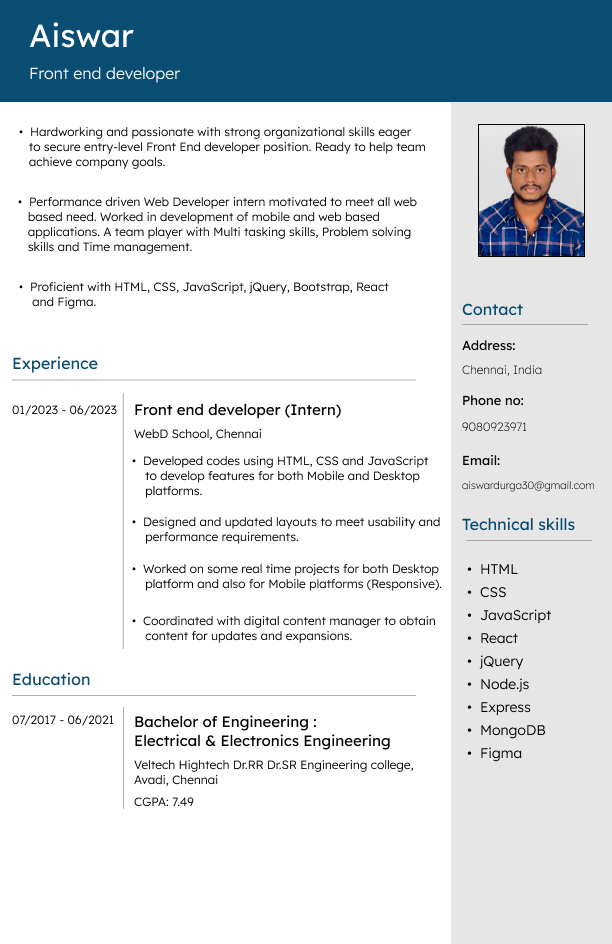 Aiswar
Front end developer
• Hardworking and passionate with strong organizational skills eager
to secure entry-level Front End developer position. Ready to help team
achieve company goals.
• Performance driven Web Developer intern motivated to meet all web
based need. Worked in development of mobile and web based
applications. A team player with Multi tasking skills, Problem solving
skills and Time management.
• Proficient with HTML, CSS, JavaScript, jQuery, Bootstrap, React
and Figma.
Experience
01/2023 - 06/2023
Front end developer (Intern)
WebD School, Chennai
• Developed codes using HTML, CSS and JavaScript
to develop features for both Mobile and Desktop
platforms.
• Designed and updated layouts to meet usability and
performance requirements.
• Worked on some real time projects for both Desktop
platform and also for Mobile platforms (Responsive).
• Coordinated with digital content manager to obtain
content for updates and expansions.
Education
07/2017 - 06/2021
Bachelor of Engineering :
Electrical & Electronics Engineering
Veltech Hightech Dr.RR Dr.SR Engineering college,
Avadi, Chennai
CGPA: 7.49
Contact
Address:
Chennai, India
Phone no:
9080923971
Email:
aiswardurga30@gmail.com
Technical skills
• HTML
• CSS
• JavaScript
• React
• jQuery
• Node.js
• Express
• MongoDB
• Figma